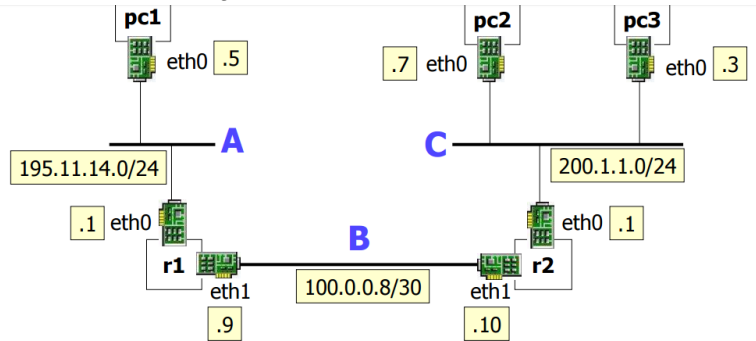 pc1
pc2
pc3
eth0 .5
.7 eth0
eth0 .3
A
C
195.11.14.0/24
200.1.1.0/24
.1 eth0
eth0 .1
B
r1
r2
eth1
100.0.0.8/30
eth1
.9
.10